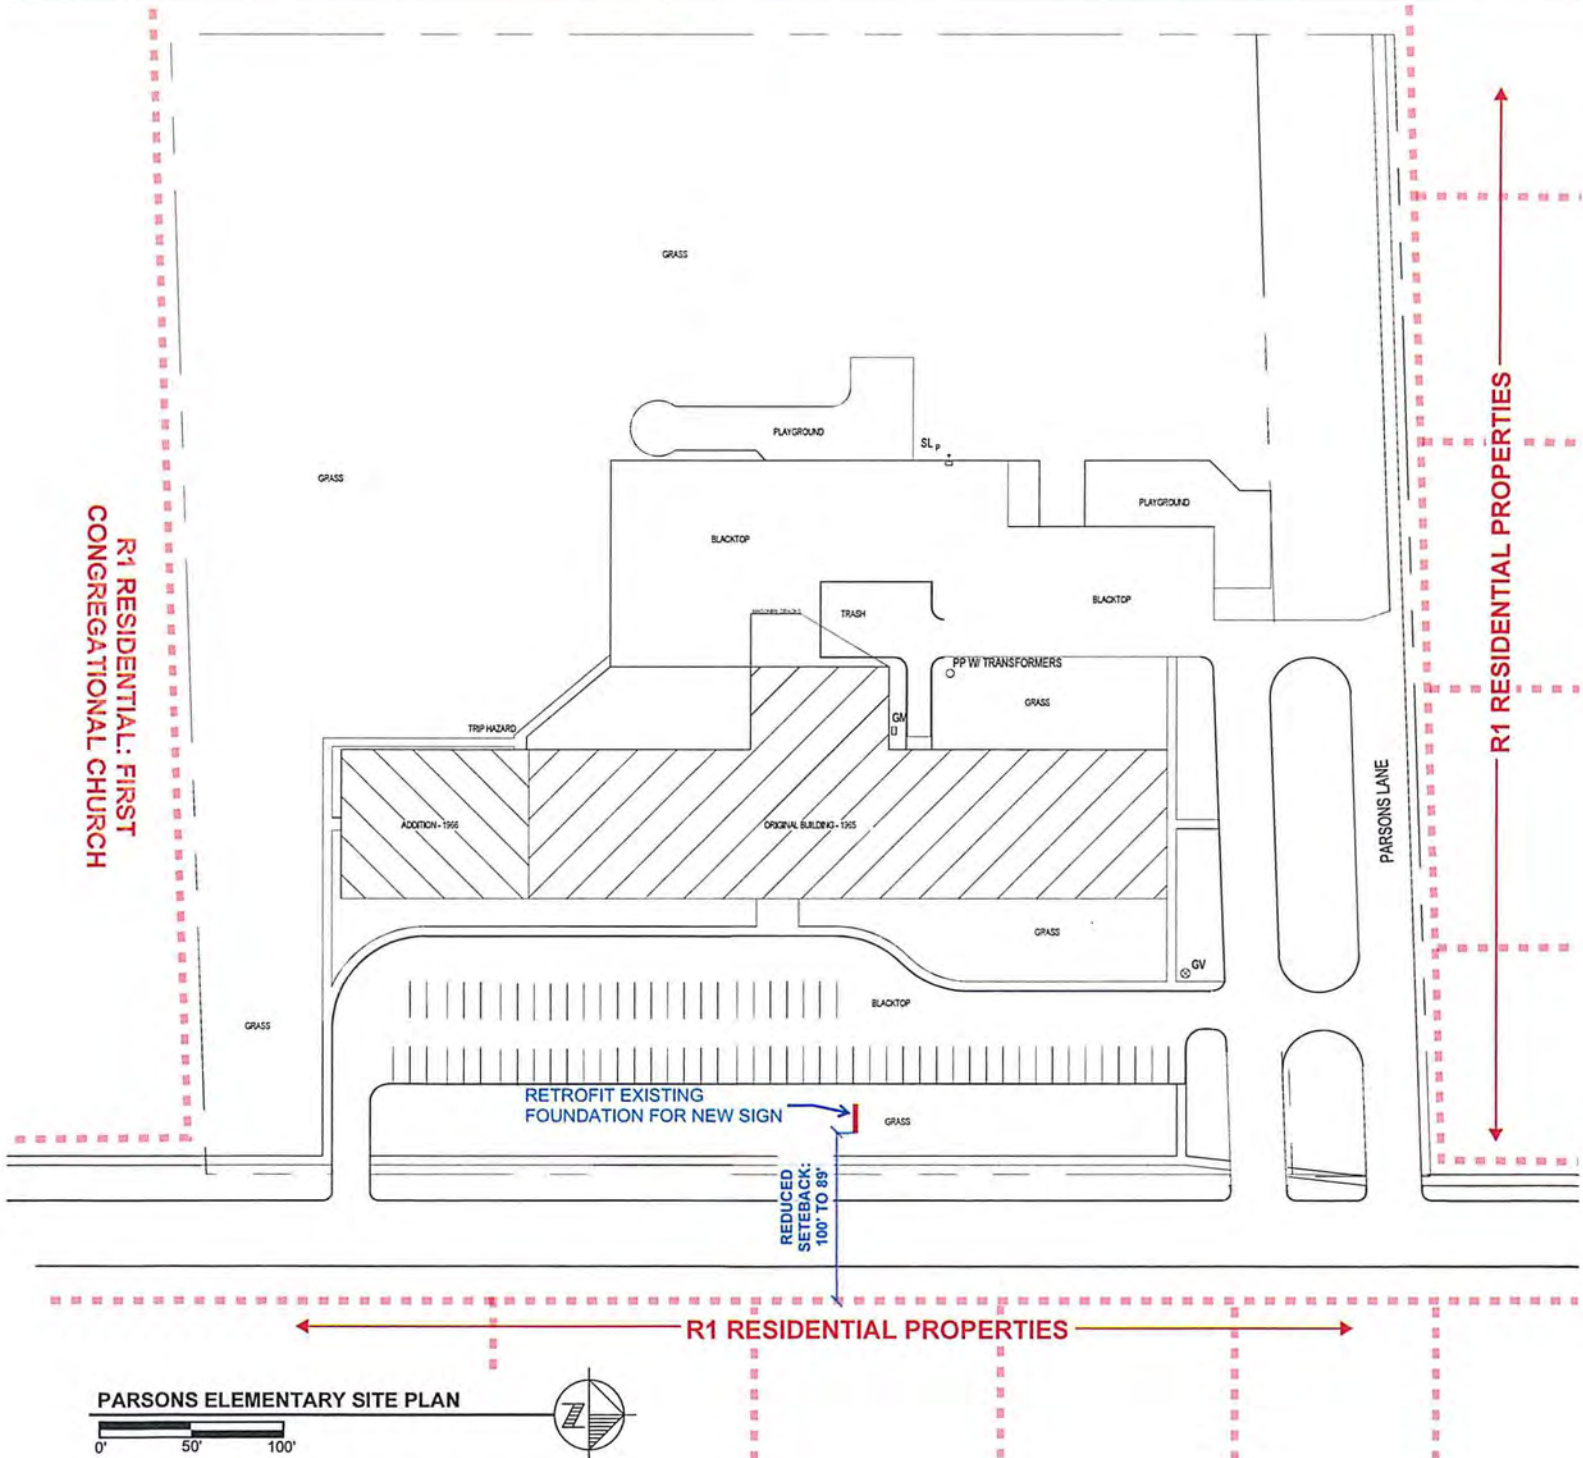 GRASS
PLAYGROUND
SL P
GRASS
PLAYGROUND
BLACKTOP
BLACKTOP
TRASH
PP W/ TRANSFORMERS
GRASS
GM
TRIP HAZARD
ADDITION - 1966
ORIGINAL BUILDING - 1965
GRASS
GV
BLACKTOP
GRASS
R1 RESIDENTIAL: FIRST
CONGREGATIONAL CHURCH
R1 RESIDENTIAL PROPERTIES
PARSONS LANE
RETROFIT EXISTING
FOUNDATION FOR NEW SIGN
GRASS
REDUCED
SETEBACK:
100' TO 89'
R1 RESIDENTIAL PROPERTIES
PARSONS ELEMENTARY SITE PLAN
N
0' 50' 100'